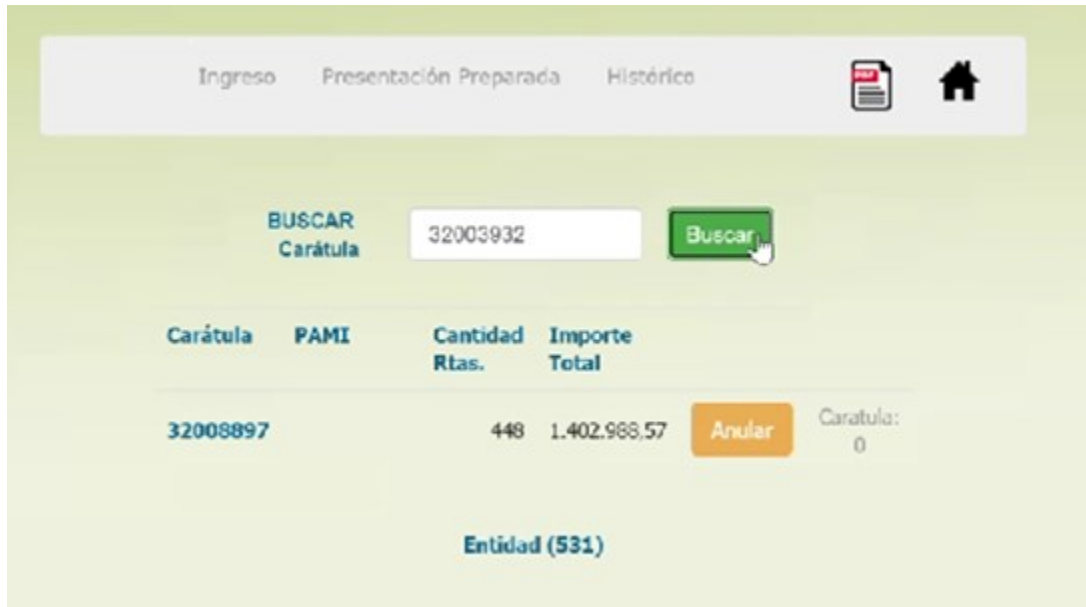 Ingreso Presentación Preparada Histórico
PDF
BUSCAR
Carátula
32003932
Buscar
Carátula PAMI Cantidad Rtas. Importe Total
32008897 448 1.402.988,57 Anular Caratula: 0
Entidad (531)